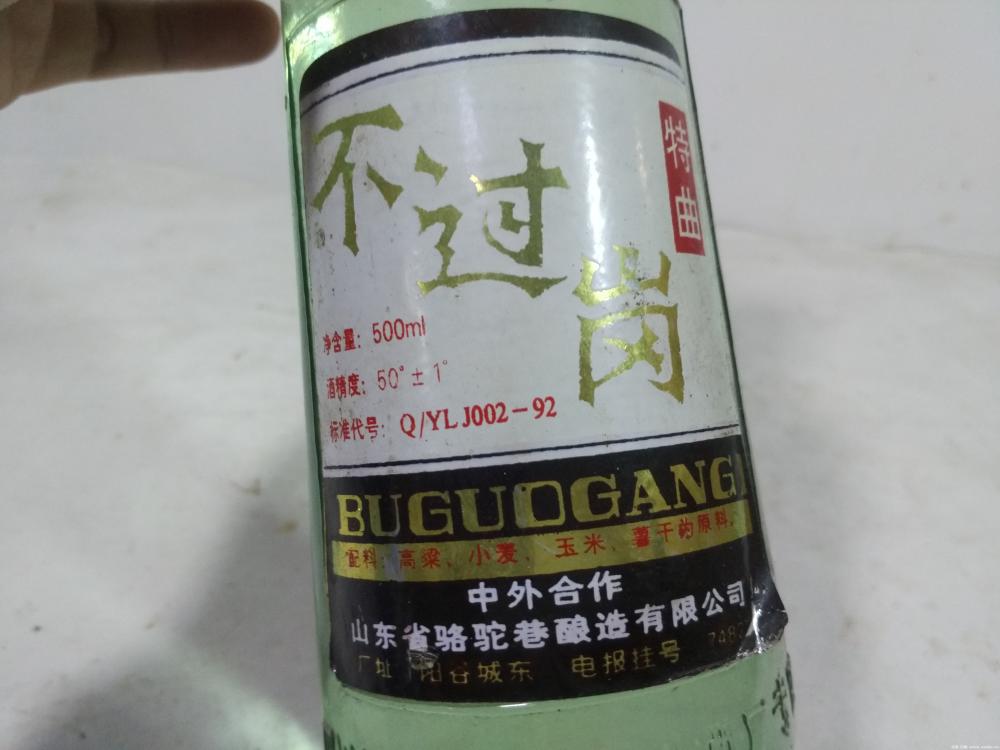 不过岗
特曲
净含量：500ml
酒精度：50°±1°
标准代号：Q/YLJ002-92
BUGUOGANG
配料：高粱、小麦、玉米、薯干为原料。
中外合作
山东省骆驼巷酿造有限公司
厂址 阳谷城东 电报挂号